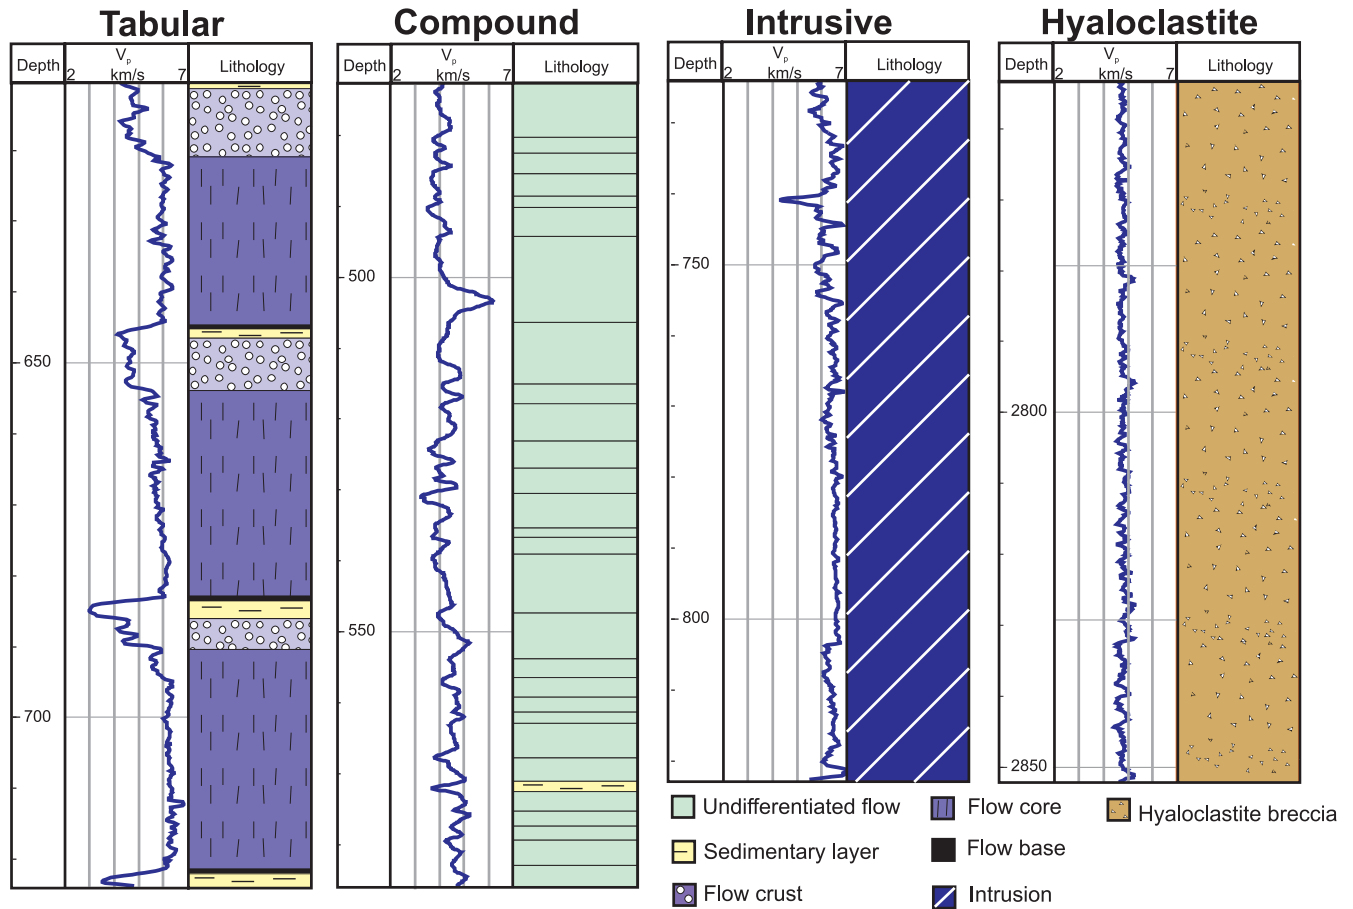 Tabular Compound Intrusive Hyaloclastite
Depth Vp Lithology Depth Vp Lithology Depth Vp Lithology Depth Vp Lithology
2 km/s 7 2 km/s 7 2 km/s 7 2 km/s 7
650
700
500
550
750
800
2800
2850
Undifferentiated flow
Sedimentary layer
Flow crust
Flow core
Flow base
Intrusion
Hyaloclastite breccia